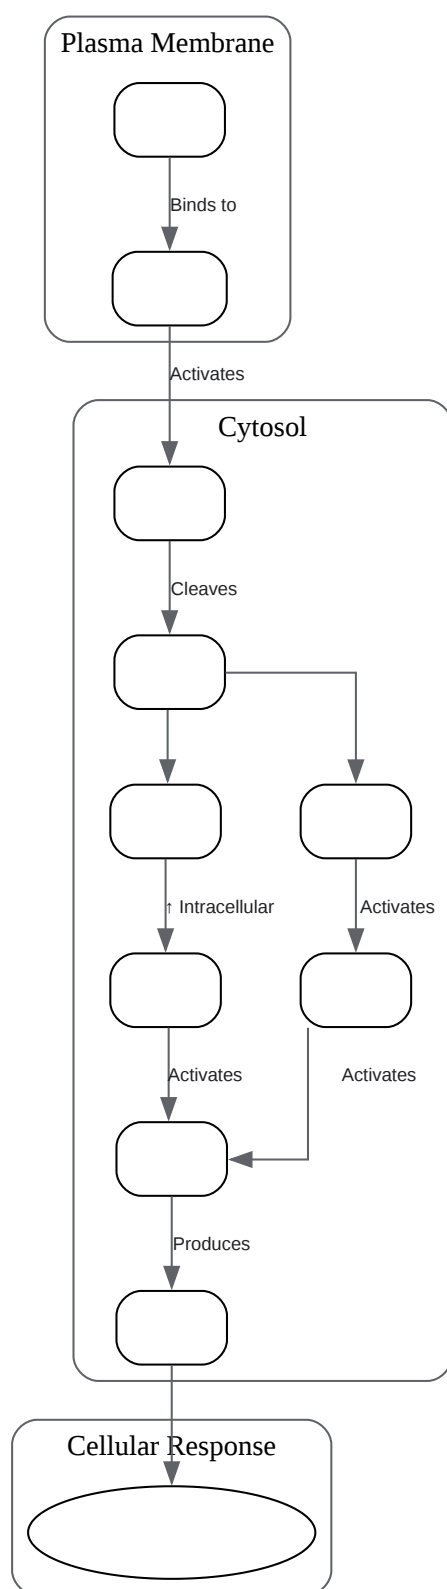 Plasma Membrane
Binds to
Activates
Cytosol
Cleaves
↑ Intracellular
Activates
Activates
Activates
Produces
Cellular Response